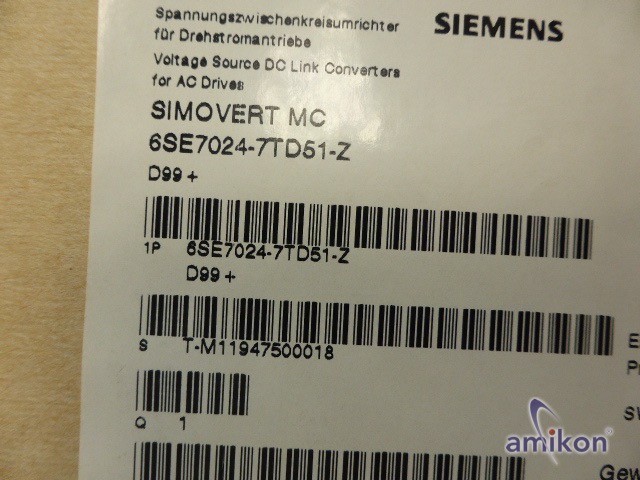 Spannungszwischenkreisumrichter
für Drehstromantriebe
SIEMENS
Voltage Source DC Link Converters
for AC Drives
SIMOVERT MC
6SE7024-7TD51-Z
D99 +
1P 6SE7024-7TD51-Z
D99 +
S T-M11947500018
Q 1
amikon